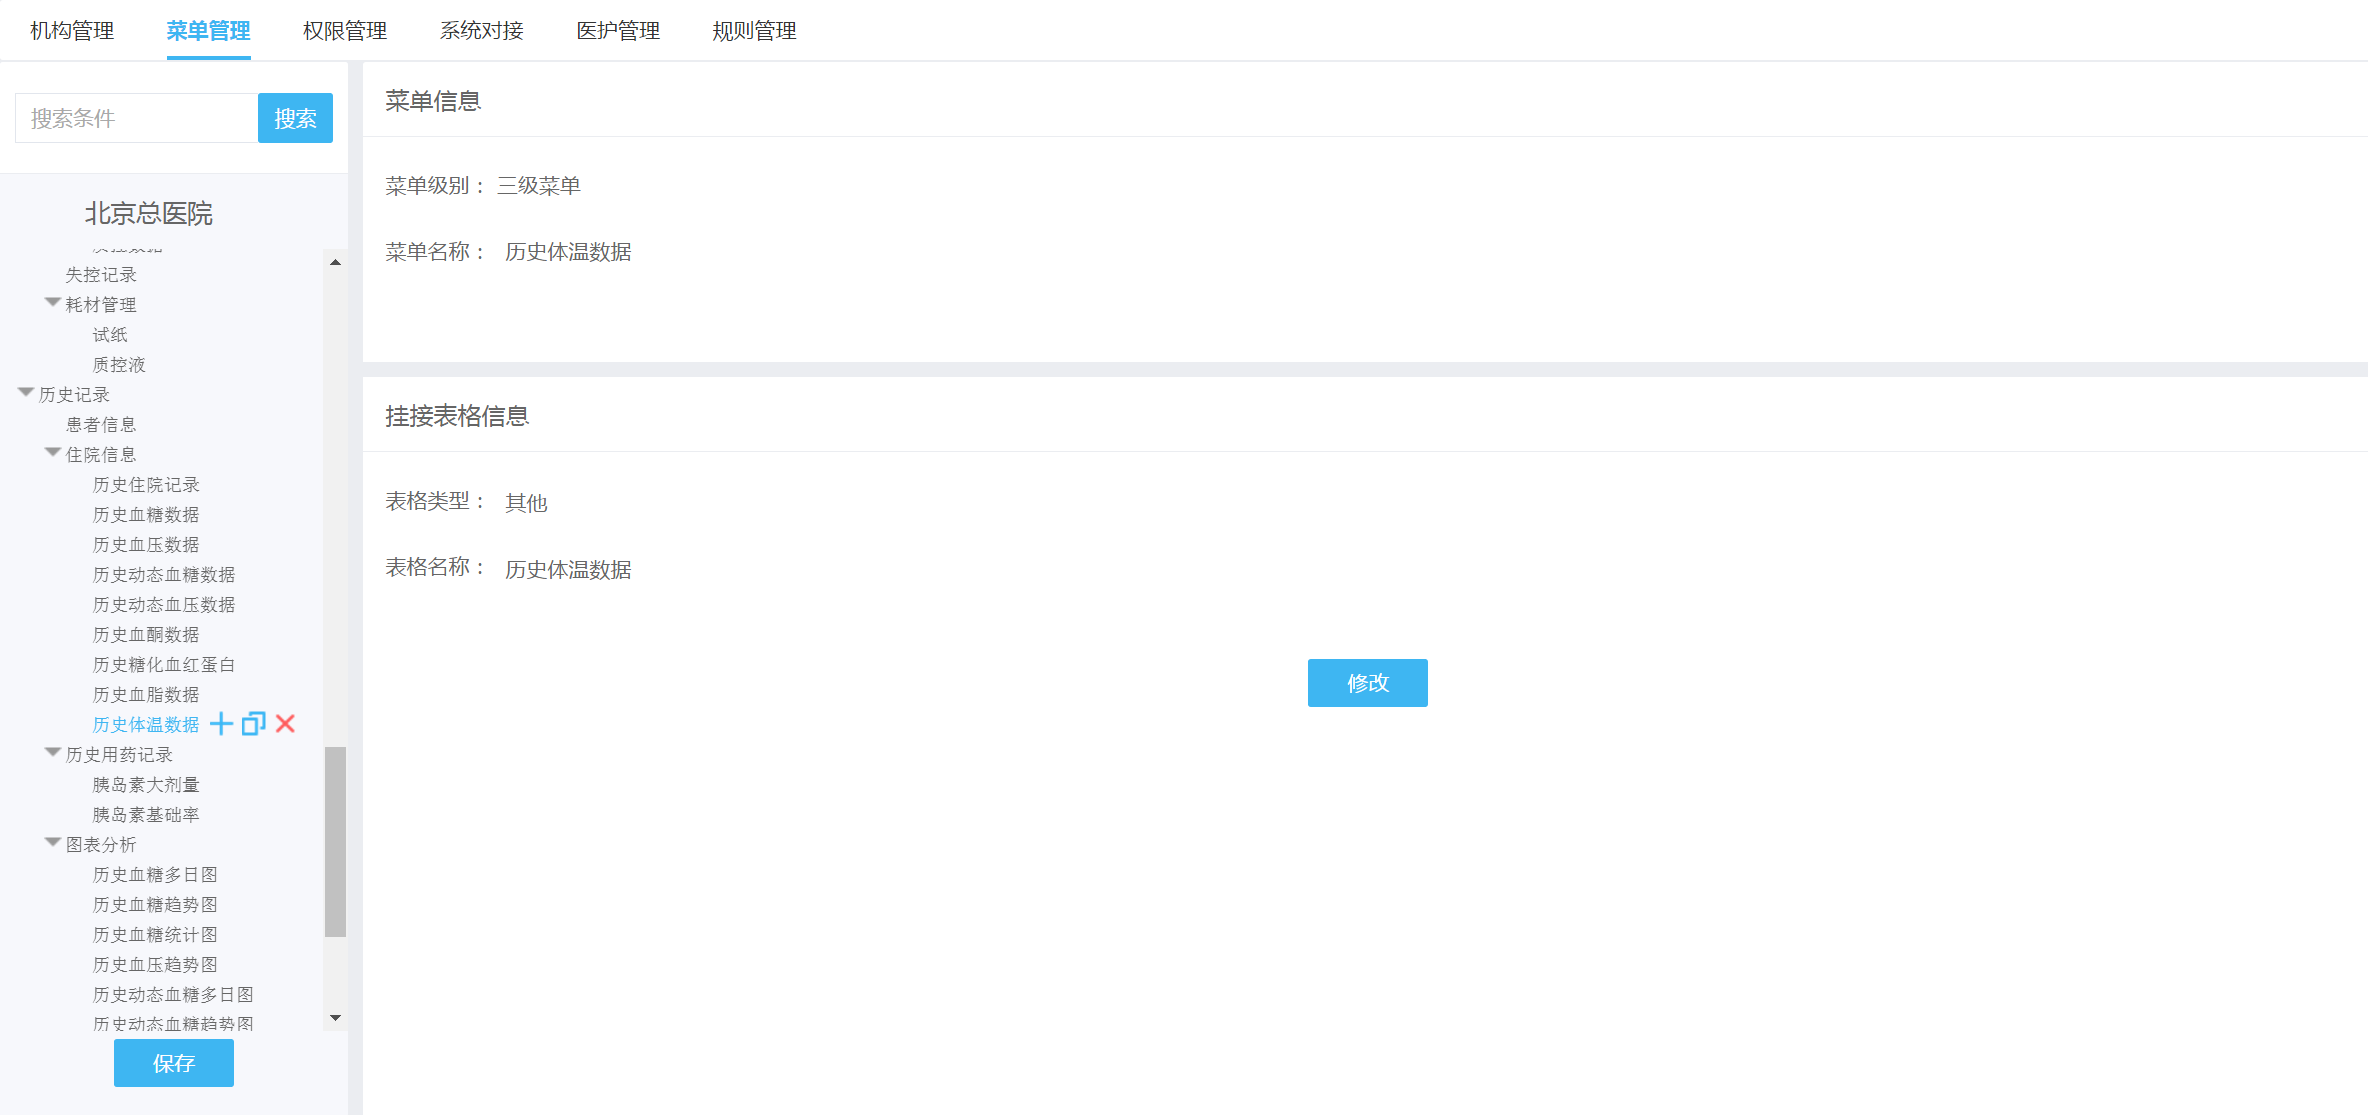 机构管理 菜单管理 权限管理 系统对接 医护管理 规则管理
搜索条件 搜索
北京总医院
失控记录
耗材管理
试纸
质控液
历史记录
患者信息
住院信息
历史住院记录
历史血糖数据
历史血压数据
历史动态血糖数据
历史动态血压数据
历史血酮数据
历史糖化血红蛋白
历史血脂数据
历史体温数据
历史用药记录
胰岛素大剂量
胰岛素基础率
图表分析
历史血糖多日图
历史血糖趋势图
历史血糖统计图
历史血压趋势图
历史动态血糖多日图
历史动态血糖趋势图
保存
菜单信息
菜单级别： 三级菜单
菜单名称： 历史体温数据
挂接表格信息
表格类型： 其他
表格名称： 历史体温数据
修改